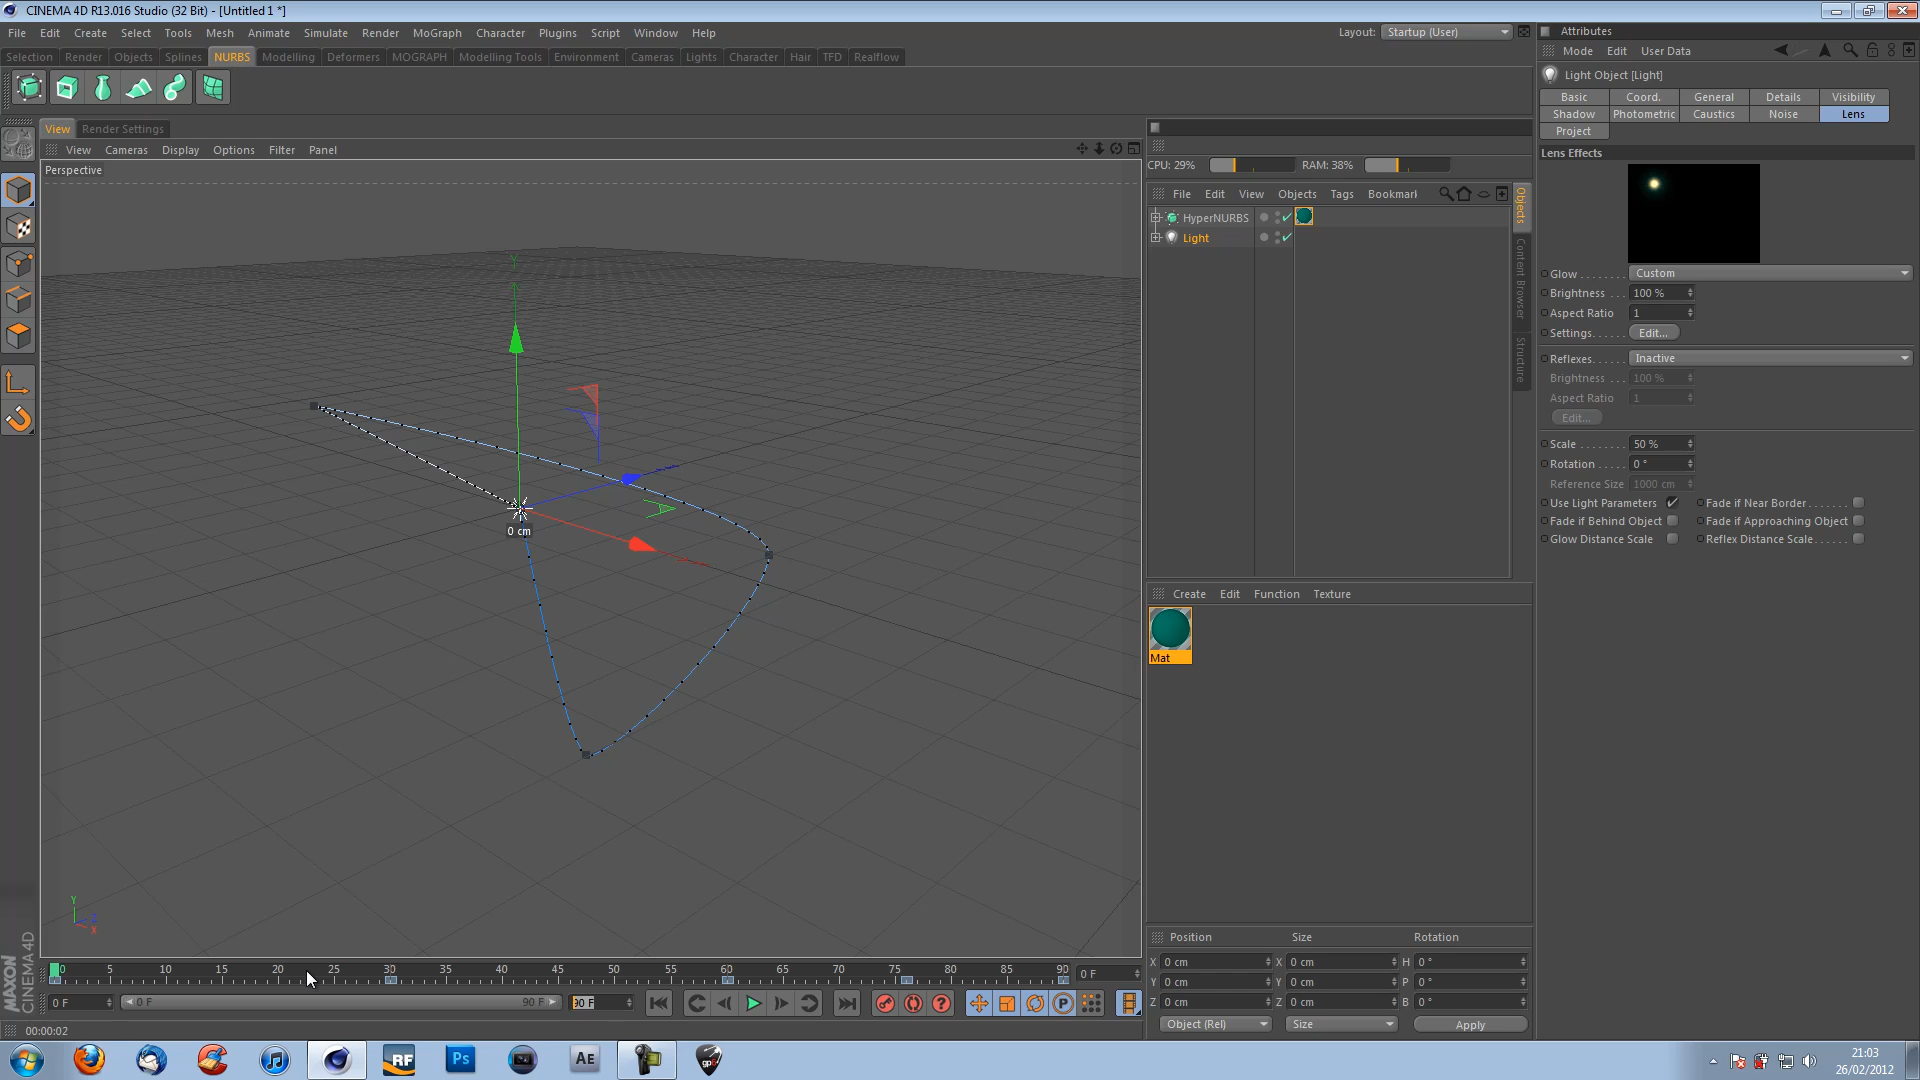 CINEMA 4D R13.016 Studio (32 Bit) - [Untitled 1 *]
File Edit Create Select Tools Mesh Animate Simulate Render MoGraph Character Plugins Script Window Help
Layout: Startup (User)
Selection Render Objects Splines NURBS Modelling Deformers MOGRAPH Modelling Tools Environment Cameras Lights Character Hair TFD Realflow
View Render Settings
View Cameras Display Options Filter Panel
Perspective
Y
0 cm
Y
Z
X
MAXON CINEMA 4D
CPU: 29% RAM: 38%
File Edit View Objects Tags Bookmark
HyperNURBS
Light
Objects
Content Browser
Structure
Create Edit Function Texture
Mat
Position Size Rotation
X 0 cm X 0 cm H 0 °
Y 0 cm Y 0 cm P 0 °
Z 0 cm Z 0 cm B 0 °
Object (Rel) Size Apply
Attributes
Mode Edit User Data
Light Object [Light]
Basic Coord. General Details Visibility
Shadow Photometric Caustics Noise Lens
Project
Lens Effects
Glow . . . . . . . . Custom
Brightness . . . 100 %
Aspect Ratio 1
Settings. . . . . . Edit...
Reflexes. . . . . . Inactive
Brightness 100 %
Aspect Ratio 1
Edit...
Scale . . . . . . . . 50 %
Rotation . . . . . 0 °
Reference Size 1000 cm
Use Light Parameters Fade if Near Border . . . . . . .
Fade if Behind Object Fade if Approaching Object
Glow Distance Scale Reflex Distance Scale . . . . . .
0 5 10 15 20 25 30 35 40 45 50 55 60 65 70 75 80 85 90 0 F
0 F 0 F 90 F 90 F
P
00:00:02
RF Ps AE gp6
21:03
26/02/2012